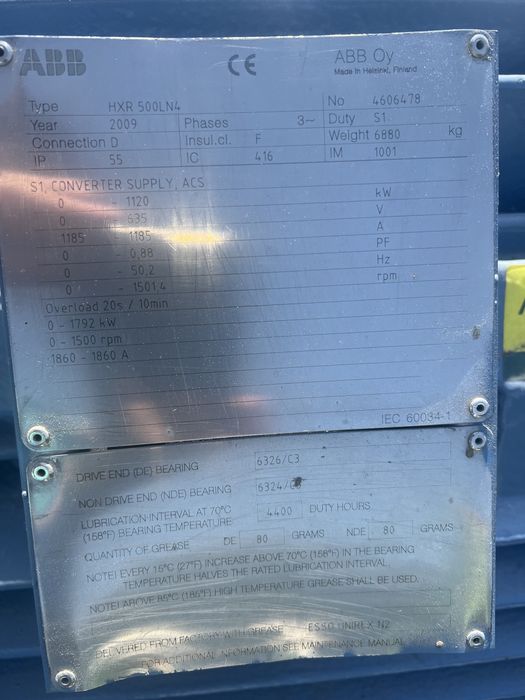 ABB CE ABB Oy
Made in Helsinki, Finland
Type HXR 500LN4 No 4606478
Year 2009 Phases 3~ Duty S1
Connection D Insul.cl. F Weight 6880 kg
IP 55 IC 416 IM 1001
S1, CONVERTER SUPPLY, ACS
0 - 1120 kW
0 - 635 V
1185 - 1185 A
0 - 0,88 PF
0 - 50,2 Hz
0 - 1501,4 rpm
Overload 20s / 10min
0 - 1792 kW
0 - 1500 rpm
1860 - 1860 A
IEC 60034-1
DRIVE END (DE) BEARING 6326/C3
NON DRIVE END (NDE) BEARING 6324/C3
LUBRICATION INTERVAL AT 70°C
(158°F) BEARING TEMPERATURE 4400 DUTY HOURS
QUANTITY OF GREASE DE 80 GRAMS NDE 80 GRAMS
NOTE! EVERY 15°C (27°F) INCREASE ABOVE 70°C (158°F) IN THE BEARING
TEMPERATURE HALVES THE RATED LUBRICATION INTERVAL.
NOTE! ABOVE 85°C (185°F) HIGH TEMPERATURE GREASE SHALL BE USED.
DELIVERED FROM FACTORY WITH GREASE ESSO UNIREX N2
FOR ADDITIONAL INFORMATION SEE MAINTENANCE MANUAL